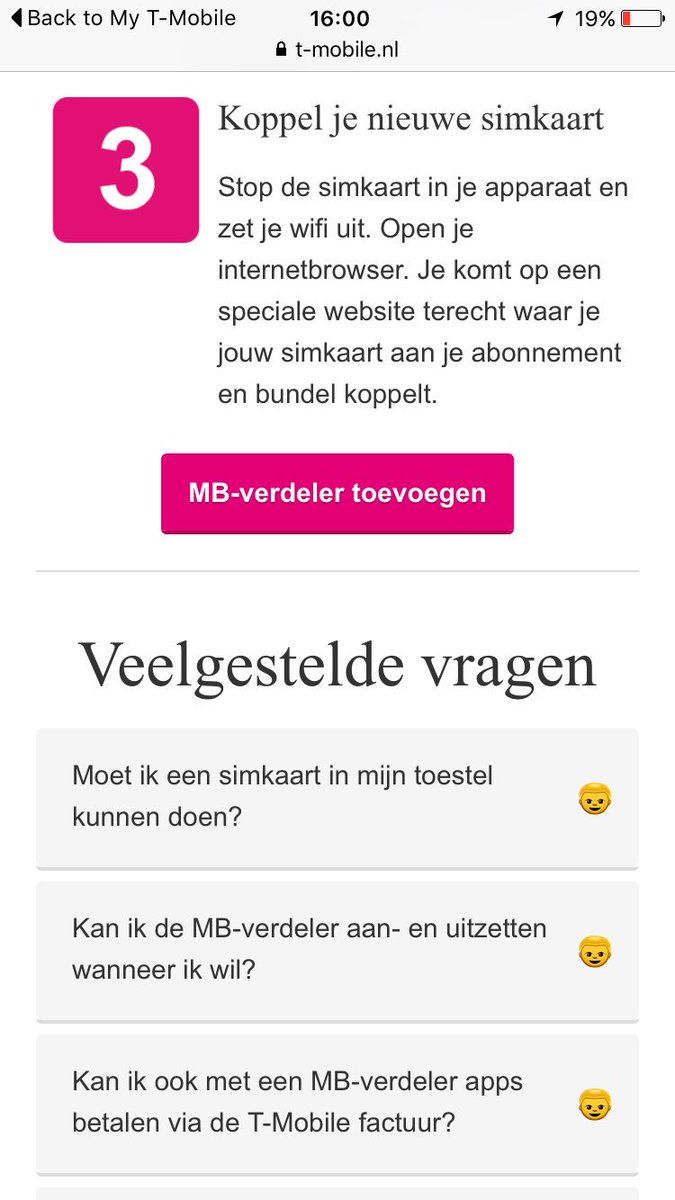 Back to My T-Mobile 16:00 19%
t-mobile.nl
3
Koppel je nieuwe simkaart
Stop de simkaart in je apparaat en
zet je wifi uit. Open je
internetbrowser. Je komt op een
speciale website terecht waar je
jouw simkaart aan je abonnement
en bundel koppelt.
MB-verdeler toevoegen
Veelgestelde vragen
Moet ik een simkaart in mijn toestel
kunnen doen?
Kan ik de MB-verdeler aan- en uitzetten
wanneer ik wil?
Kan ik ook met een MB-verdeler apps
betalen via de T-Mobile factuur?